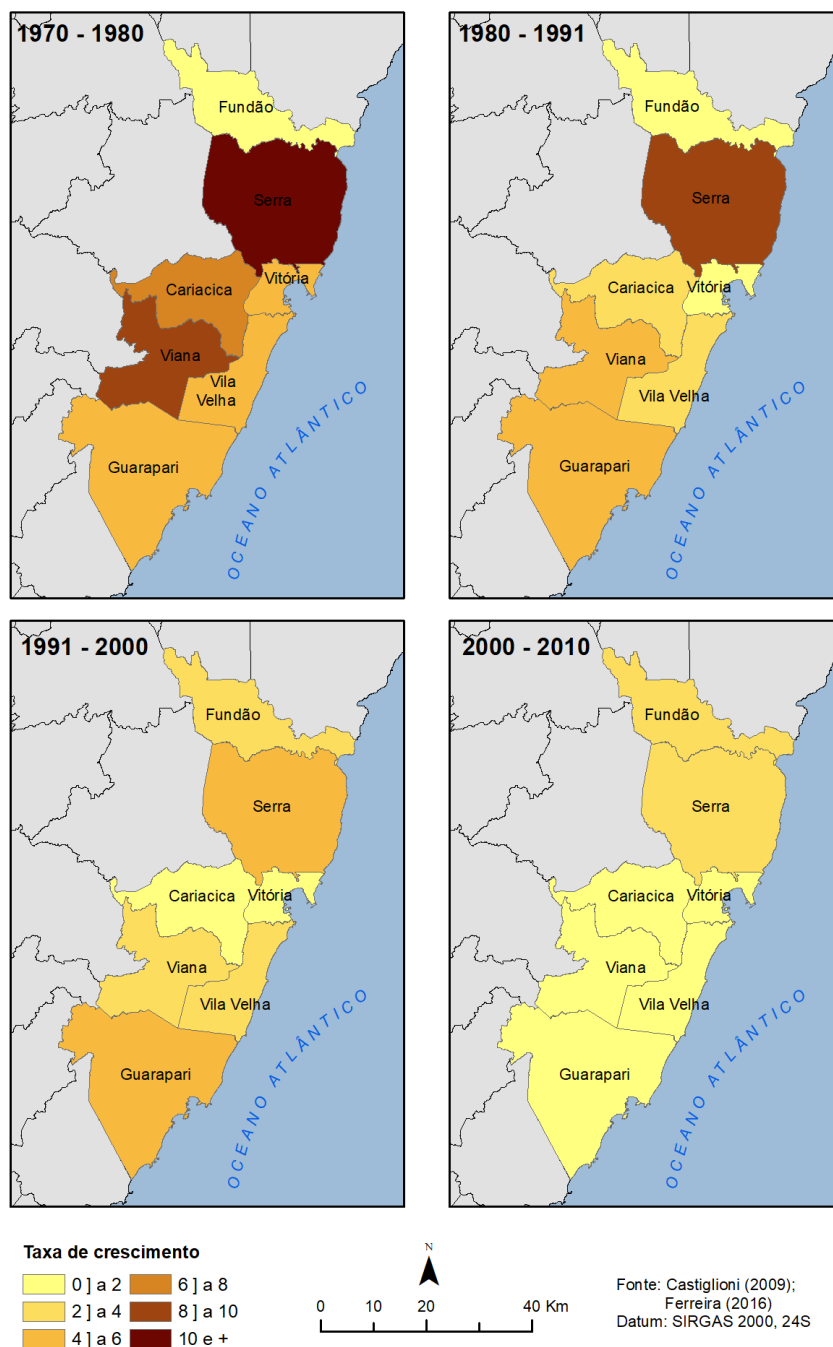 1970 - 1980
Fundão
Serra
Vitória
Cariacica
Viana
Vila
Velha
Guarapari
OCEANO ATLÂNTICO
1980 - 1991
Fundão
Serra
Vitória
Cariacica
Viana
Vila Velha
Guarapari
OCEANO ATLÂNTICO
1991 - 2000
Fundão
Serra
Cariacica
Vitória
Viana
Vila Velha
Guarapari
OCEANO ATLÂNTICO
2000 - 2010
Fundão
Serra
Cariacica
Vitória
Viana
Vila Velha
Guarapari
OCEANO ATLÂNTICO
Taxa de crescimento
0 ] a 2
2 ] a 4
4 ] a 6
6 ] a 8
8 ] a 10
10 e +
N
0 10 20 40 Km
Fonte: Castiglioni (2009);
Ferreira (2016)
Datum: SIRGAS 2000, 24S